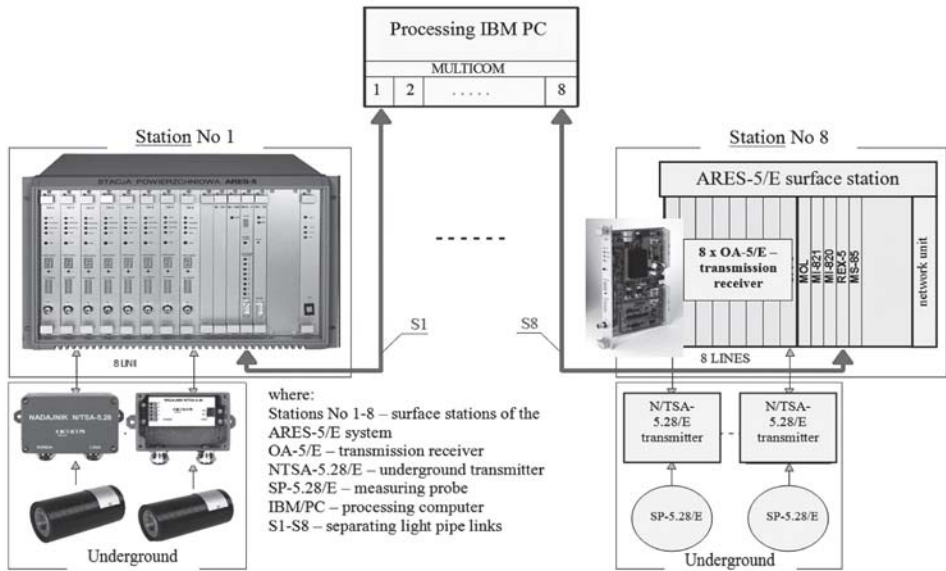 Processing IBM PC
MULTICOM
1 2 ..... 8
Station No 1
Station No 8
STACJA POWIERZCHNIOWA ARES-5
ARES-5/E surface station
8 x OA-5/E –
transmission
receiver
MOL
MI-821
MI-820
REX-5
MS-85
network unit
S1
S8
8 LINII
8 LINES
NADAJNIK N/TSA-5.28
where:
Stations No 1-8 – surface stations of the
ARES-5/E system
OA-5/E – transmission receiver
NTSA-5.28/E – underground transmitter
SP-5.28/E – measuring probe
IBM/PC – processing computer
S1-S8 – separating light pipe links
N/TSA-
5.28/E
transmitter
N/TSA-
5.28/E
transmitter
SP-5.28/E
SP-5.28/E
Underground
Underground